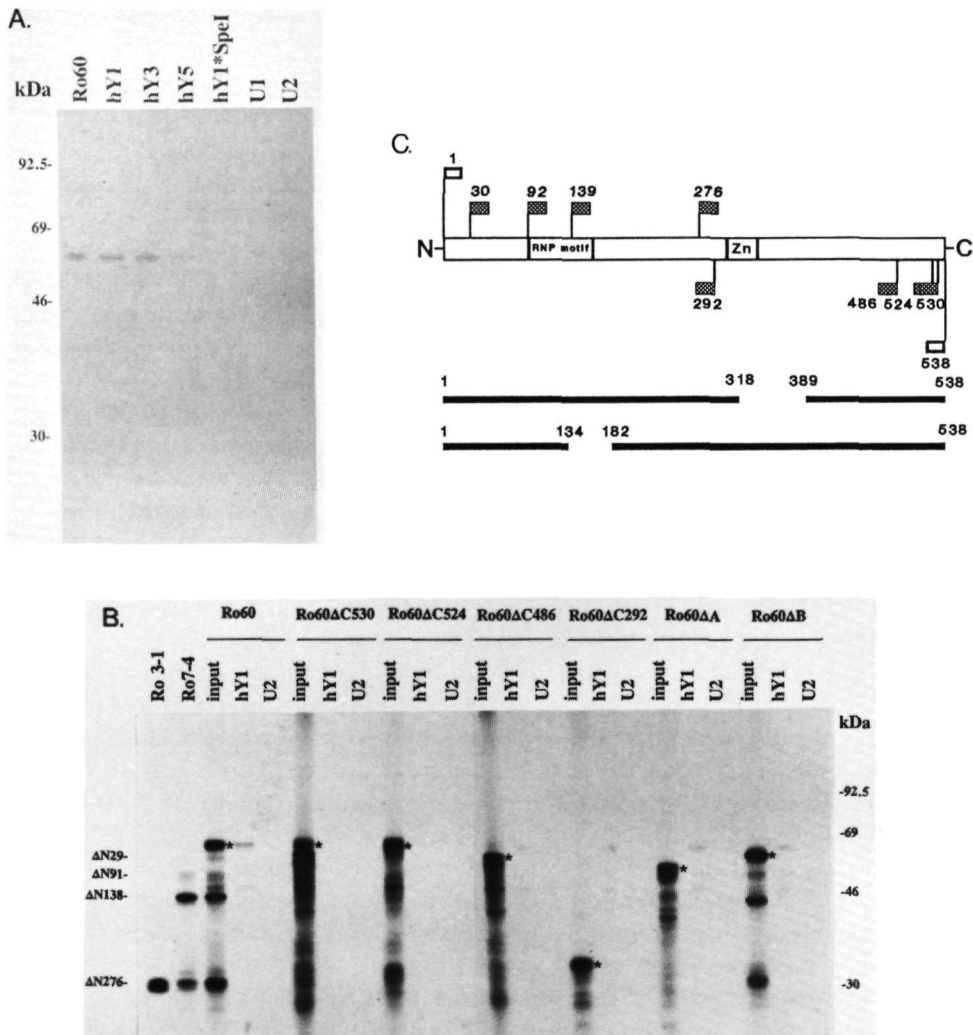 A.
kDa
Ro60
hY1
hY3
hY5
hY1*SpeI
U1
U2
92.5-
69-
46-
30-
C.
1
30 92 139 276
N- RNP motif Zn -C
292 486 524 530
538
1 318 389 538
1 134 182 538
B.
Ro60 Ro60ΔC530 Ro60ΔC524 Ro60ΔC486 Ro60ΔC292 Ro60ΔA Ro60ΔB
Ro 3-1
Ro7-4
input hY1 U2 input hY1 U2 input hY1 U2 input hY1 U2 input hY1 U2 input hY1 U2 input hY1 U2
kDa
-92.5
-69
ΔN29-
ΔN91-
-46
ΔN138-
ΔN276-
-30
* * * * * * *